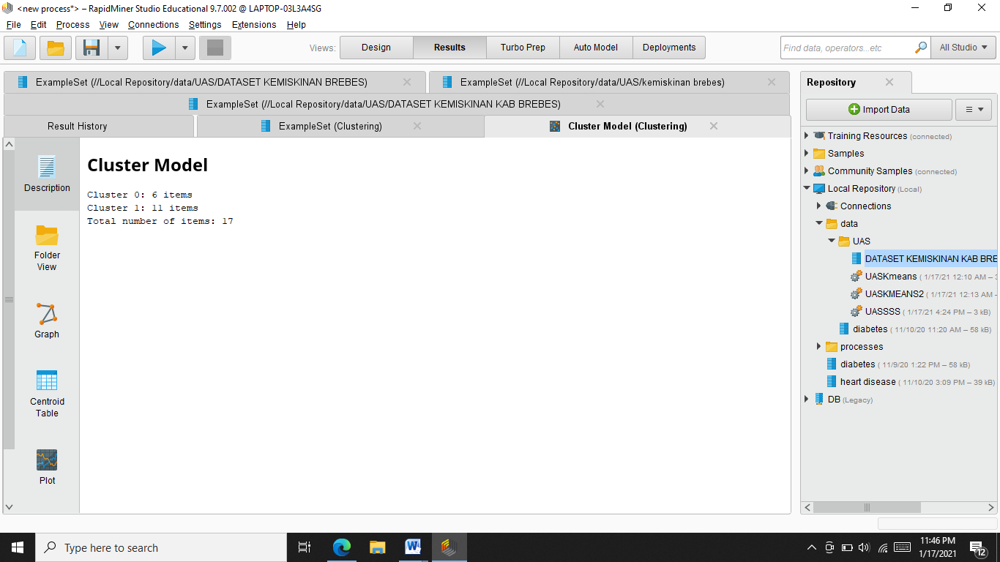 <new process*> – RapidMiner Studio Educational 9.7.002 @ LAPTOP-03L3A4SG
File Edit Process View Connections Settings Extensions Help
Views: Design Results Turbo Prep Auto Model Deployments Find data, operators...etc All Studio
ExampleSet (//Local Repository/data/UAS/DATASET KEMISKINAN BREBES) ExampleSet (//Local Repository/data/UAS/kemiskinan brebes)
ExampleSet (//Local Repository/data/UAS/DATASET KEMISKINAN KAB BREBES)
Result History ExampleSet (Clustering) Cluster Model (Clustering)
Description
Folder
View
Graph
Centroid
Table
Plot
Cluster Model
Cluster 0: 6 items
Cluster 1: 11 items
Total number of items: 17
Repository
Import Data
Training Resources (connected)
Samples
Community Samples (connected)
Local Repository (Local)
Connections
data
UAS
DATASET KEMISKINAN KAB BRE
UASKmeans ( 1/17/21 12:10 AM – 3
UASKMEANS2 ( 1/17/21 12:13 AM –
UASSSS ( 1/17/21 4:24 PM – 3 kB)
diabetes ( 11/10/20 11:20 AM – 58 kB)
processes
diabetes ( 11/9/20 1:22 PM – 58 kB)
heart disease ( 11/10/20 3:09 PM – 39 kB)
DB (Legacy)
Type here to search
11:46 PM
1/17/2021
12